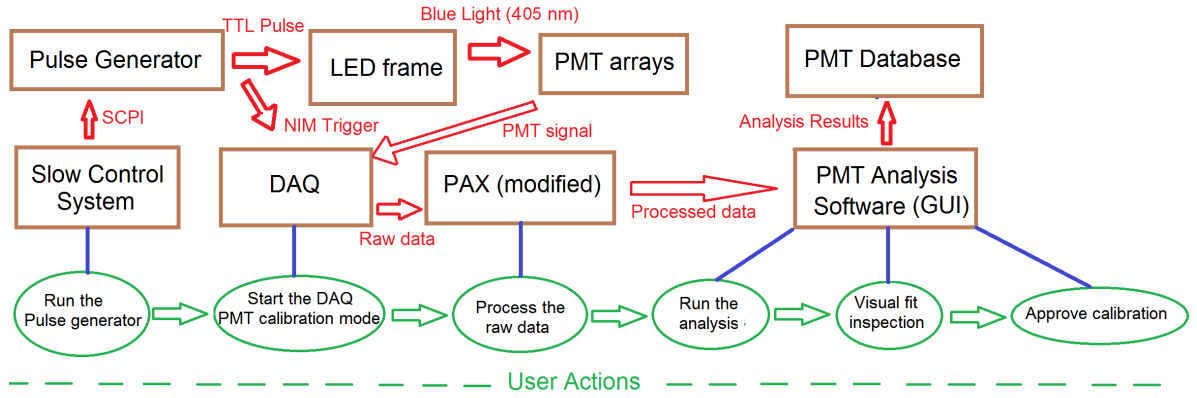 TTL Pulse
Blue Light (405 nm)
Pulse Generator
LED frame
PMT arrays
PMT Database
SCPI
NIM Trigger
PMT signal
Analysis Results
Slow Control
System
DAQ
PAX (modified)
PMT Analysis
Software (GUI)
Raw data
Processed data
Run the
Pulse generator
Start the DAQ
PMT calibration mode
Process the
raw data
Run the
analysis
Visual fit
inspection
Approve calibration
User Actions